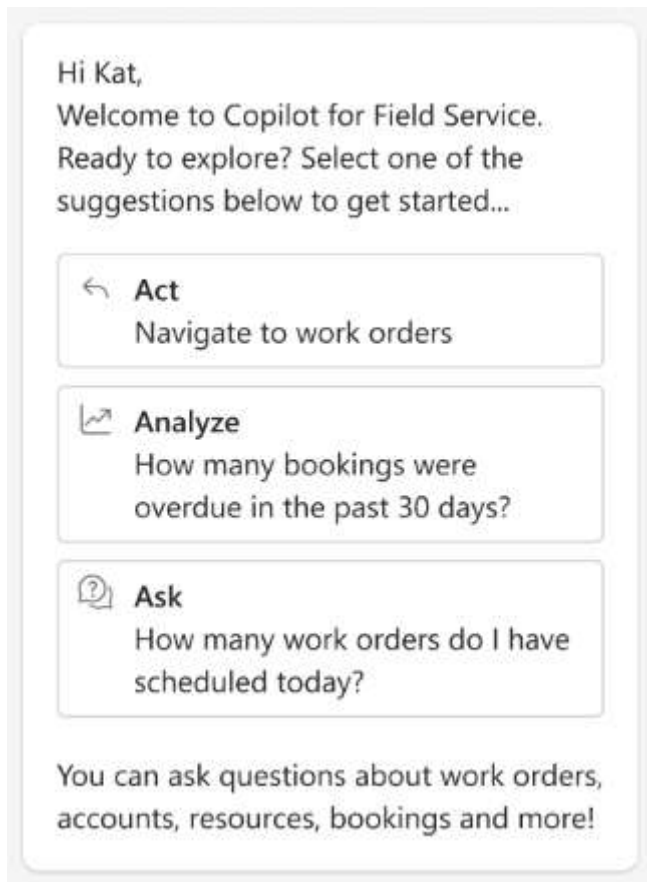 Hi Kat,
Welcome to Copilot for Field Service.
Ready to explore? Select one of the
suggestions below to get started...
Act
Navigate to work orders
Analyze
How many bookings were
overdue in the past 30 days?
Ask
How many work orders do I have
scheduled today?
You can ask questions about work orders,
accounts, resources, bookings and more!